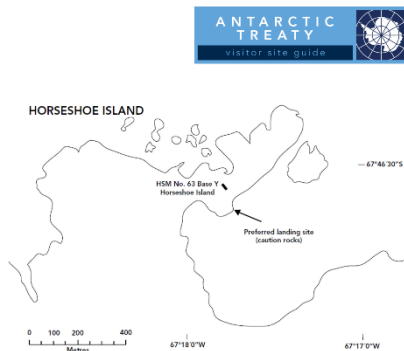 ANTARCTIC
TREATY
visitor site guide
HORSESHOE ISLAND
67°46´30"S
HSM No. 63 Base Y
Horseshoe Island
Preferred landing site
(caution rocks)
0 100 200 400
Metres
67°18´0"W
67°17´0"W